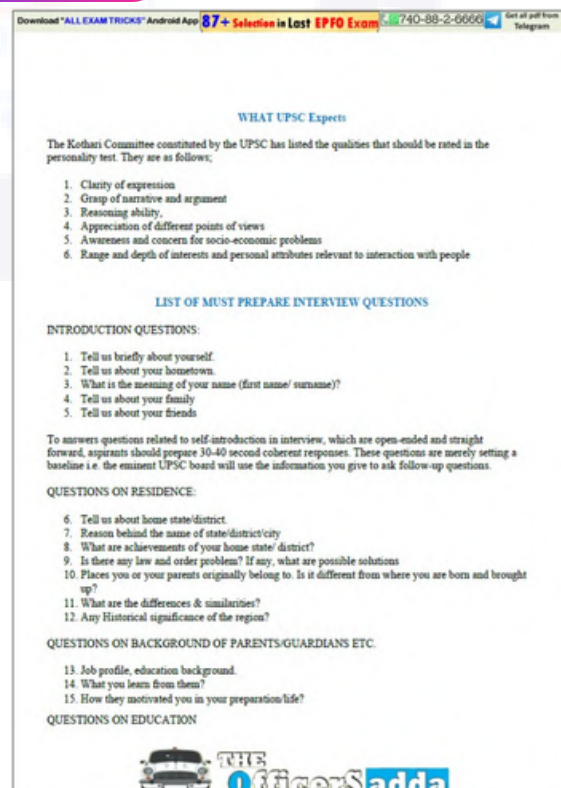 Download "ALL EXAM TRICKS" Android App 87+ Selection in Last EPFO Exam 740-88-2-6666 Get all pdf from
Telegram
WHAT UPSC Expects
The Kothari Committee constituted by the UPSC has listed the qualities that should be rated in the
personality test. They are as follows;
1. Clarity of expression
2. Grasp of narrative and argument
3. Reasoning ability,
4. Appreciation of different points of views
5. Awareness and concern for socio-economic problems
6. Range and depth of interests and personal attributes relevant to interaction with people
LIST OF MUST PREPARE INTERVIEW QUESTIONS
INTRODUCTION QUESTIONS:
1. Tell us briefly about yourself.
2. Tell us about your hometown.
3. What is the meaning of your name (first name/ surname)?
4. Tell us about your family
5. Tell us about your friends
To answers questions related to self-introduction in interview, which are open-ended and straight
forward, aspirants should prepare 30-40 second coherent responses. These questions are merely setting a
baseline i.e. the eminent UPSC board will use the information you give to ask follow-up questions.
QUESTIONS ON RESIDENCE:
6. Tell us about home state/district.
7. Reason behind the name of state/district/city
8. What are achievements of your home state/ district?
9. Is there any law and order problem? If any, what are possible solutions
10. Places you or your parents originally belong to. Is it different from where you are born and brought
up?
11. What are the differences & similarities?
12. Any Historical significance of the region?
QUESTIONS ON BACKGROUND OF PARENTS/GUARDIANS ETC.
13. Job profile, education background.
14. What you learn from them?
15. How they motivated you in your preparation/life?
QUESTIONS ON EDUCATION
THE
OfficerS adda